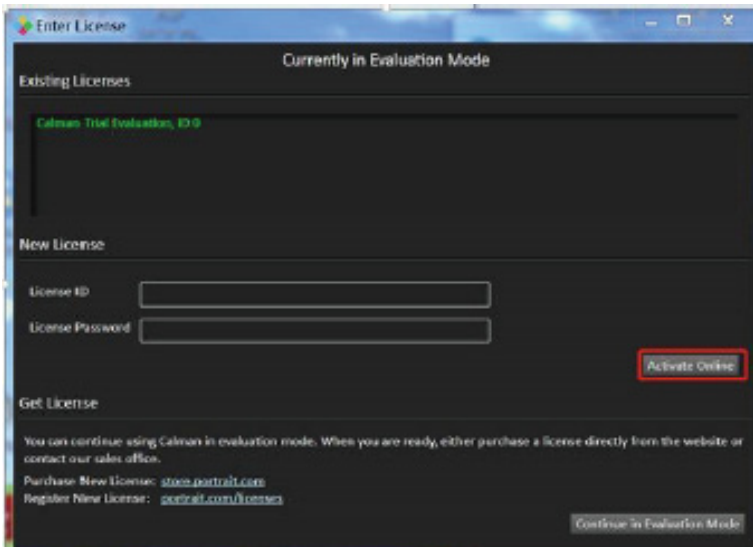 Enter License
Currently in Evaluation Mode
Existing Licenses
Calman Trial Evaluation, ID:0
New License
License ID
License Password
Activate Online
Get License
You can continue using Calman in evaluation mode. When you are ready, either purchase a license directly from the website or
contact our sales office.
Purchase New License: store.portrait.com
Register New License: portrait.com/licenses
Continue in Evaluation Mode